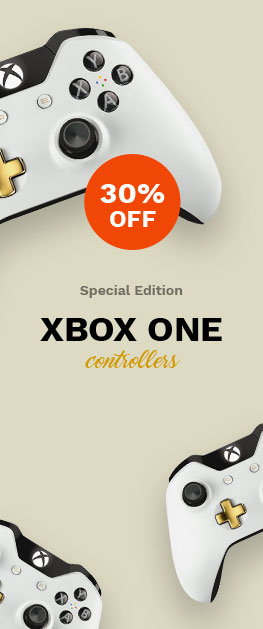 Y
X
B
A
30%
OFF
Special Edition
XBOX ONE
controllers
Y
X
B
A